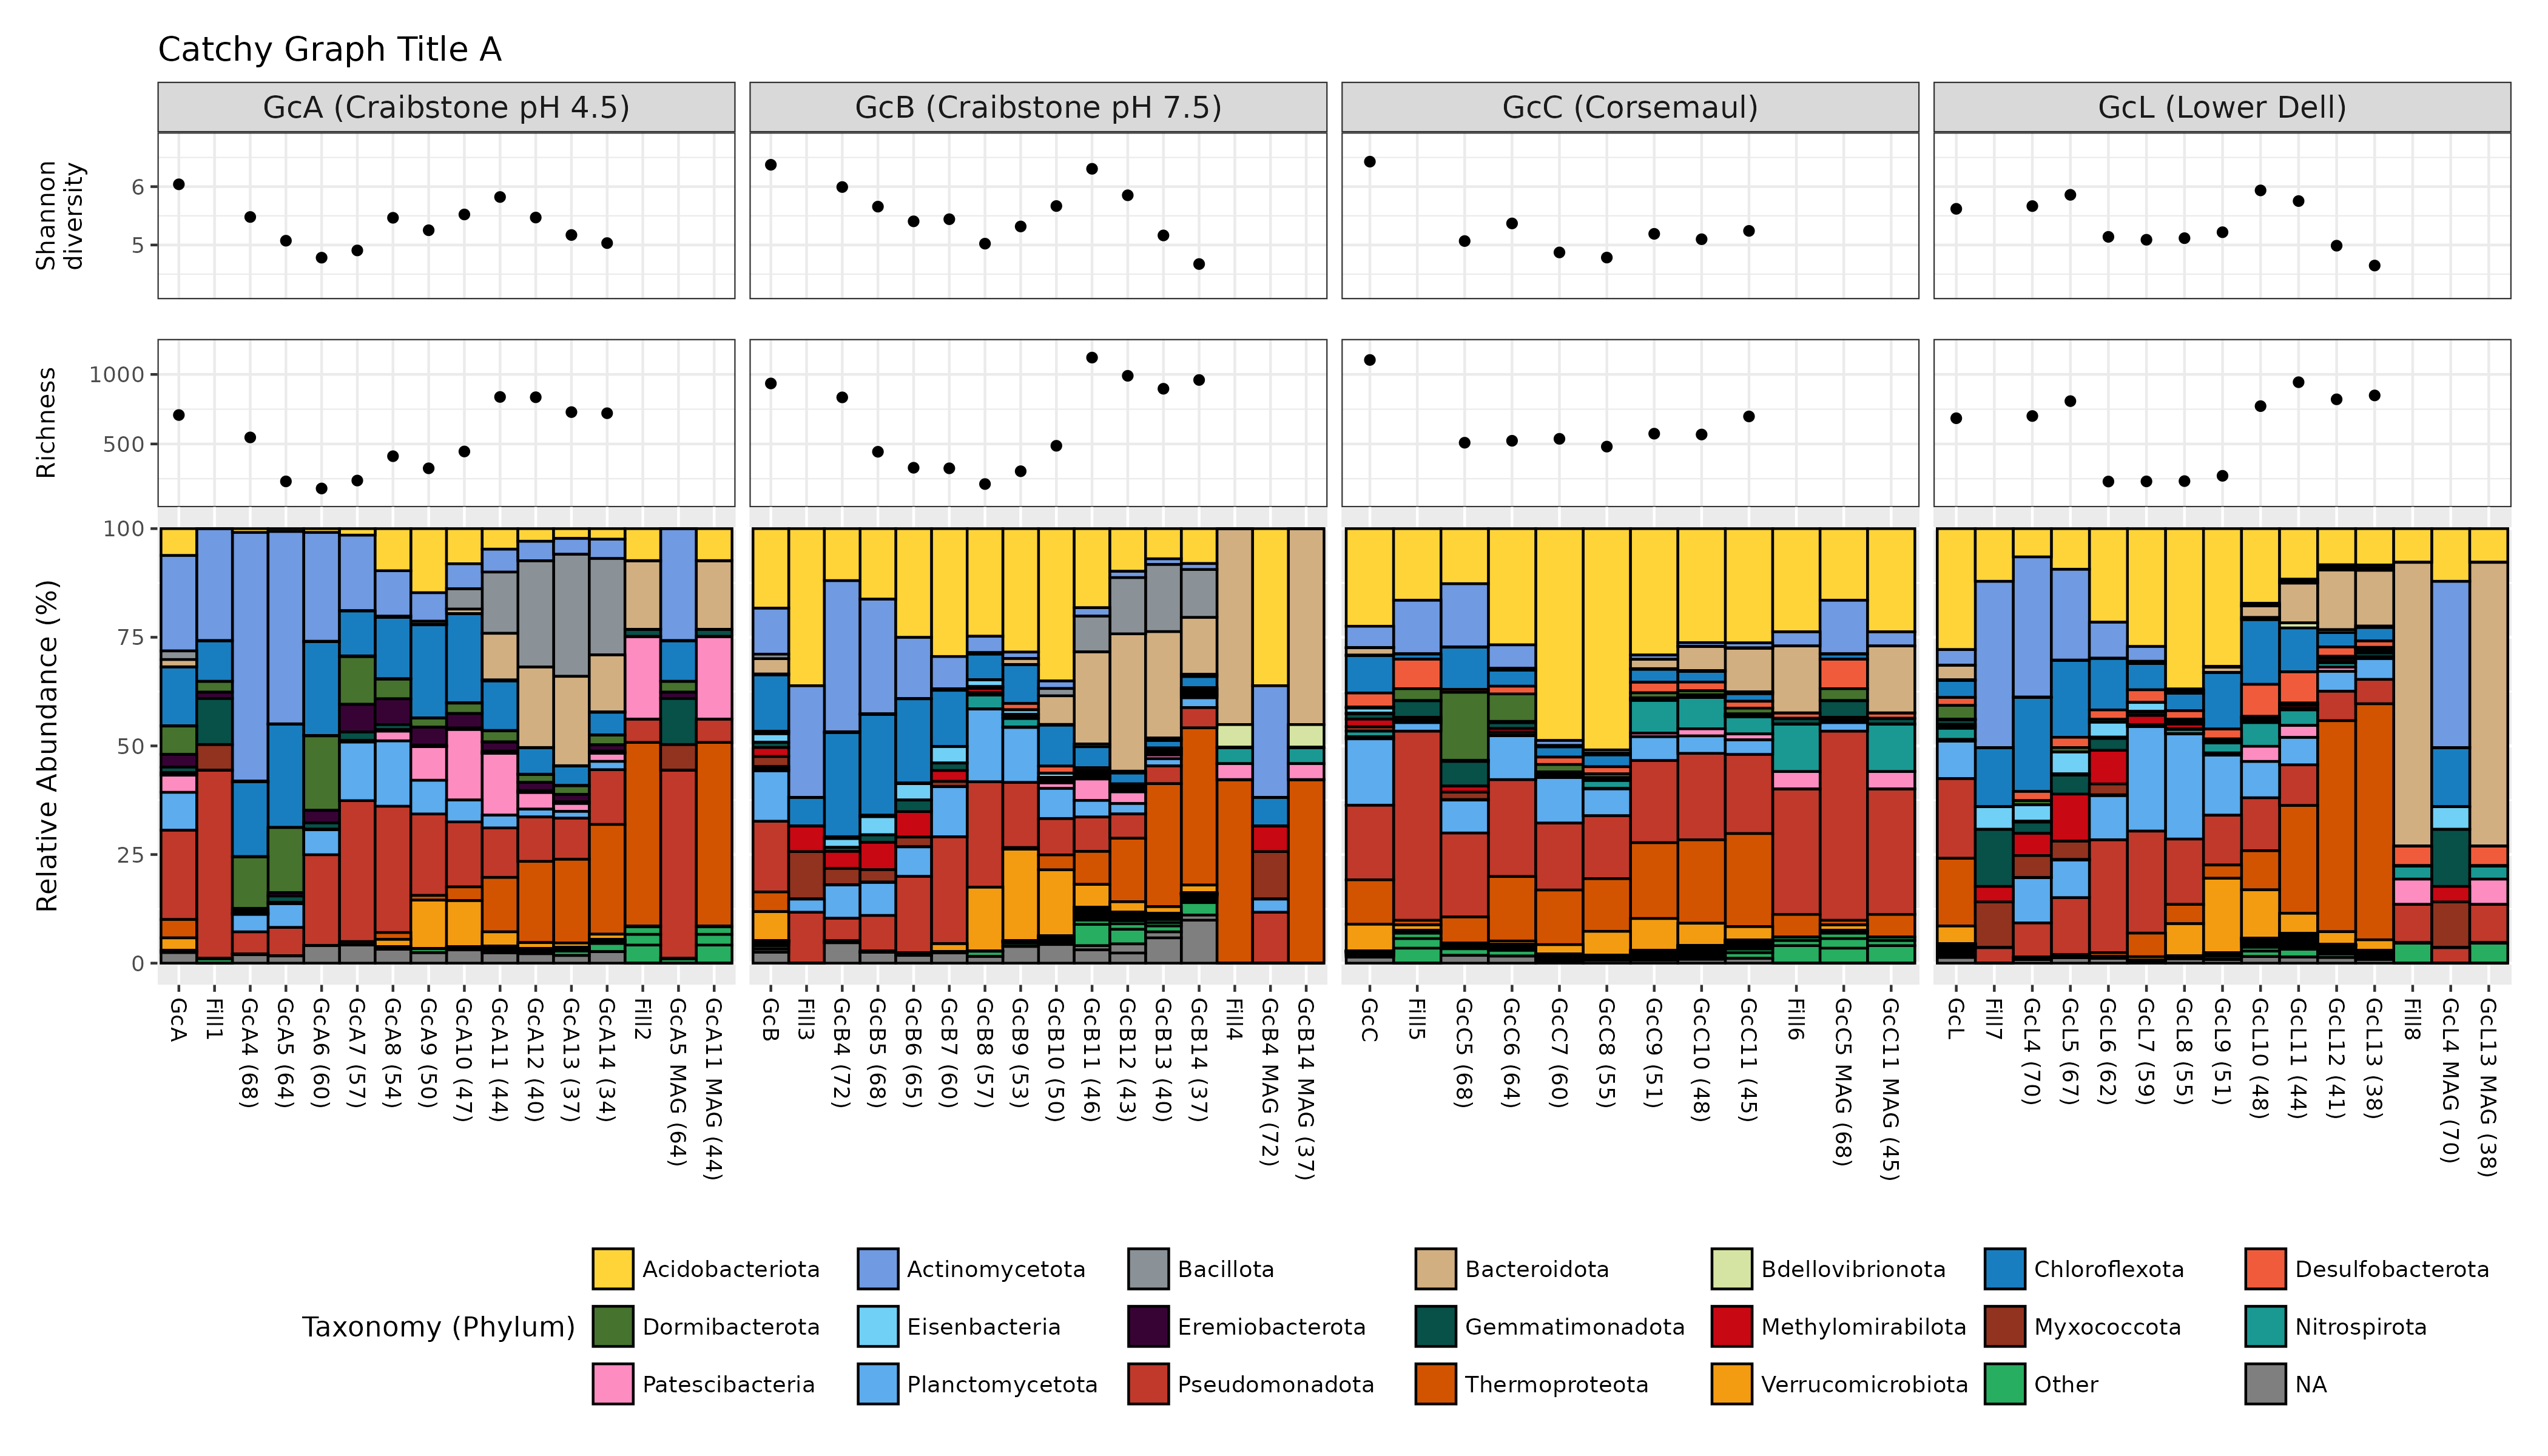 Catchy Graph Title A
GcA (Craibstone pH 4.5)
GcB (Craibstone pH 7.5)
GcC (Corsemaul)
GcL (Lower Dell)
Shannon
diversity
6
5
Richness
1000
500
Relative Abundance (%)
100
75
50
25
0
GcA
Fill1
GcA4 (68)
GcA5 (64)
GcA6 (60)
GcA7 (57)
GcA8 (54)
GcA9 (50)
GcA10 (47)
GcA11 (44)
GcA12 (40)
GcA13 (37)
GcA14 (34)
Fill2
GcA5 MAG (64)
GcA11 MAG (44)
GcB
Fill3
GcB4 (72)
GcB5 (68)
GcB6 (65)
GcB7 (60)
GcB8 (57)
GcB9 (53)
GcB10 (50)
GcB11 (46)
GcB12 (43)
GcB13 (40)
GcB14 (37)
Fill4
GcB4 MAG (72)
GcB14 MAG (37)
GcC
Fill5
GcC5 (68)
GcC6 (64)
GcC7 (60)
GcC8 (55)
GcC9 (51)
GcC10 (48)
GcC11 (45)
Fill6
GcC5 MAG (68)
GcC11 MAG (45)
GcL
Fill7
GcL4 (70)
GcL5 (67)
GcL6 (62)
GcL7 (59)
GcL8 (55)
GcL9 (51)
GcL10 (48)
GcL11 (44)
GcL12 (41)
GcL13 (38)
Fill8
GcL4 MAG (70)
GcL13 MAG (38)
Taxonomy (Phylum)
Acidobacteriota
Actinomycetota
Bacillota
Bacteroidota
Bdellovibrionota
Chloroflexota
Desulfobacterota
Dormibacterota
Eisenbacteria
Eremiobacterota
Gemmatimonadota
Methylomirabilota
Myxococcota
Nitrospirota
Patescibacteria
Planctomycetota
Pseudomonadota
Thermoproteota
Verrucomicrobiota
Other
NA